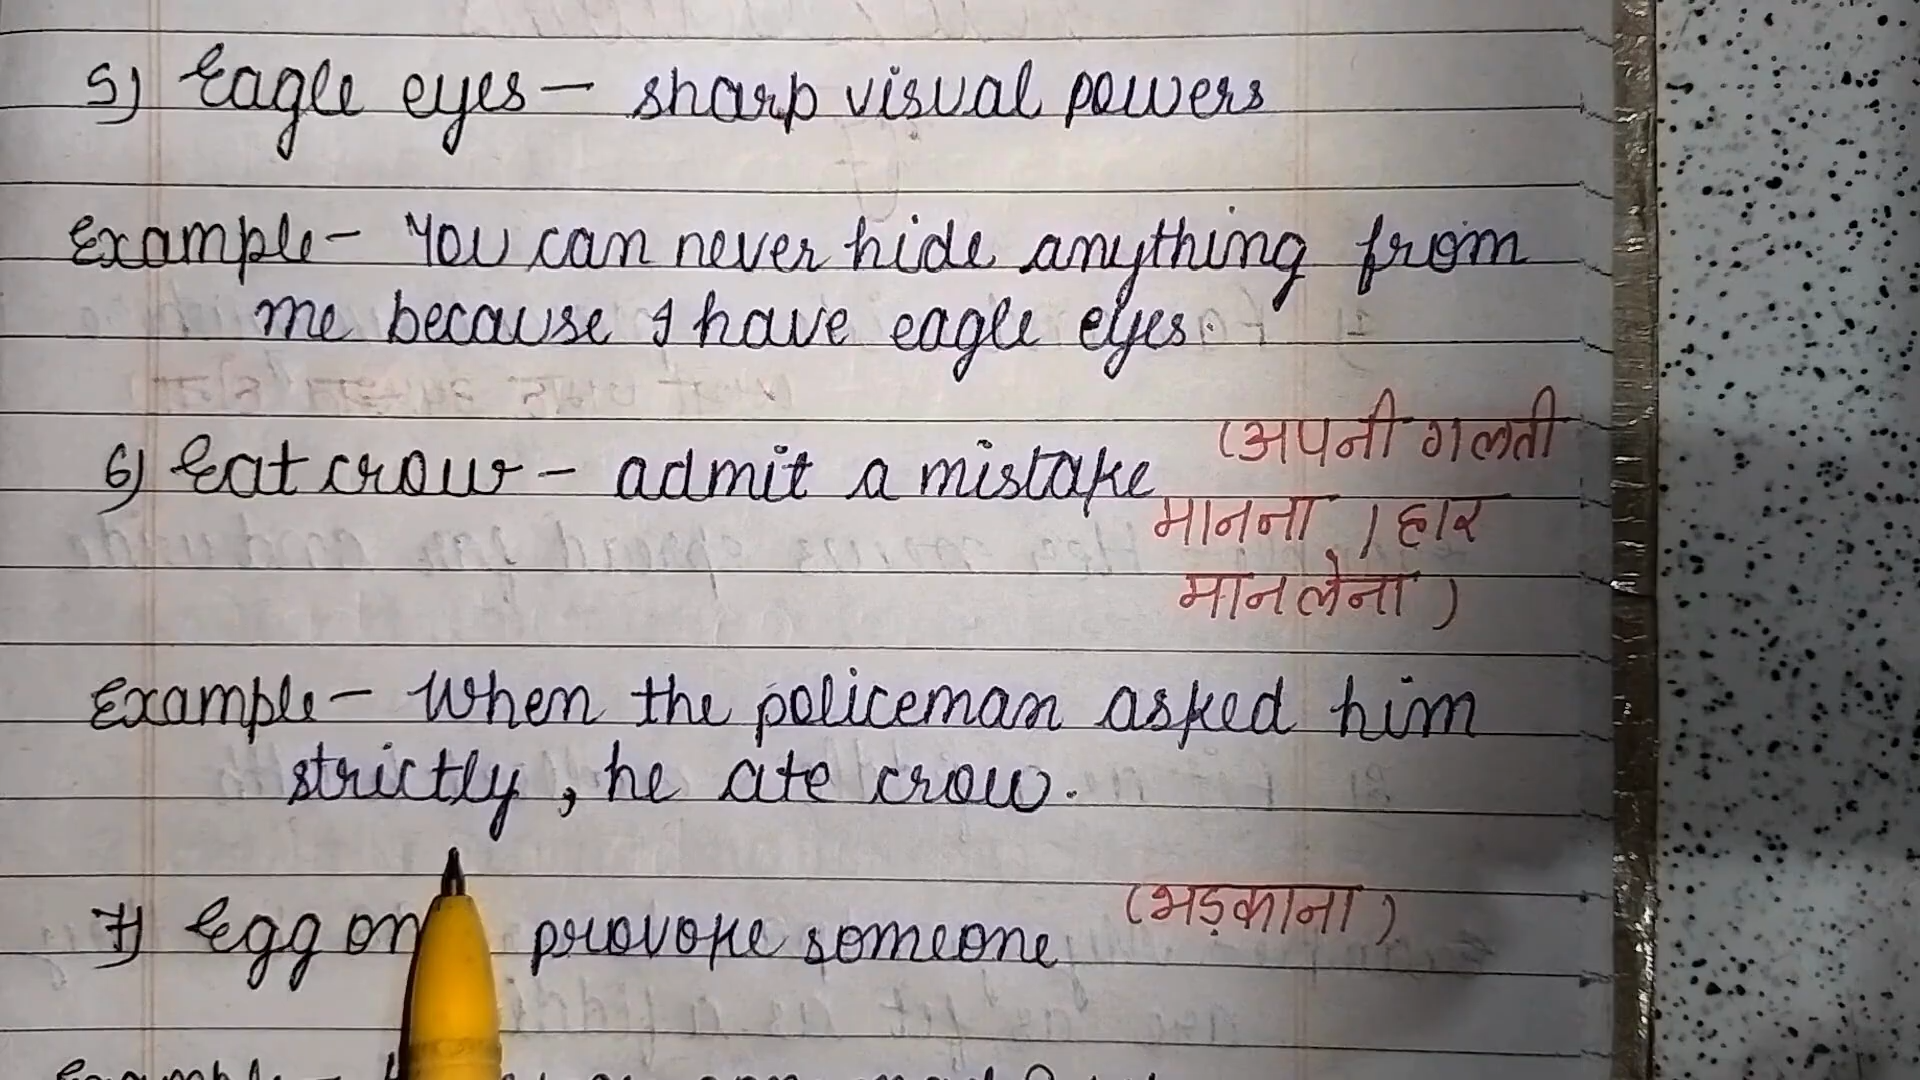 5) Eagle eyes - sharp visual powers
Example - You can never hide anything from
me because I have eagle eyes.
6) Eat crow - admit a mistake (अपनी गलती
मानना / हार
मान लेना)
Example - When the policeman asked him
strictly, he ate crow.
7) Egg on provoke someone (भड़काना)
Example -